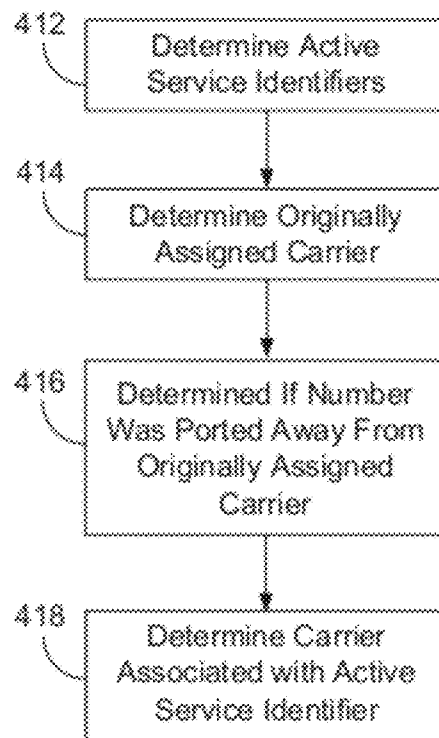 412
Determine Active
Service Identifiers
414
Determine Originally
Assigned Carrier
416
Determined If Number
Was Ported Away From
Originally Assigned
Carrier
418
Determine Carrier
Associated with Active
Service Identifier